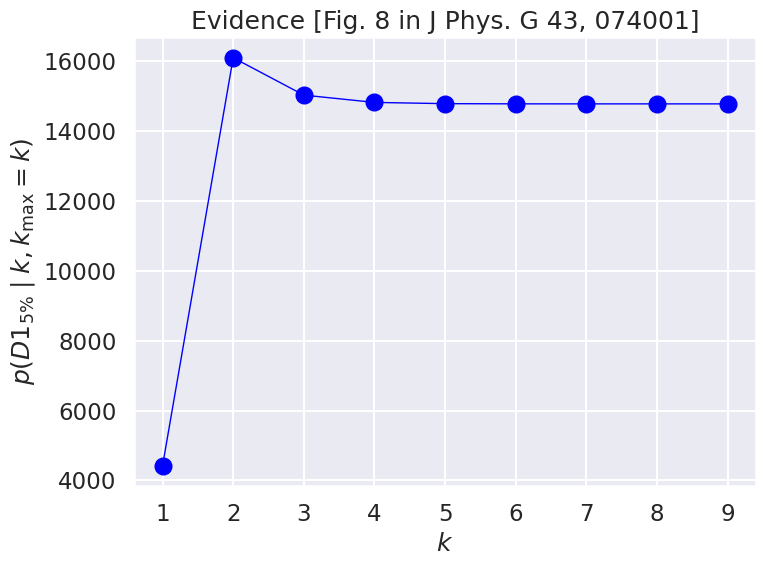 Evidence [Fig. 8 in J Phys. G 43, 074001]
16000
14000
12000
10000
8000
6000
4000
p(D1₅% | k, kₘₐₓ = k)
1 2 3 4 5 6 7 8 9
k